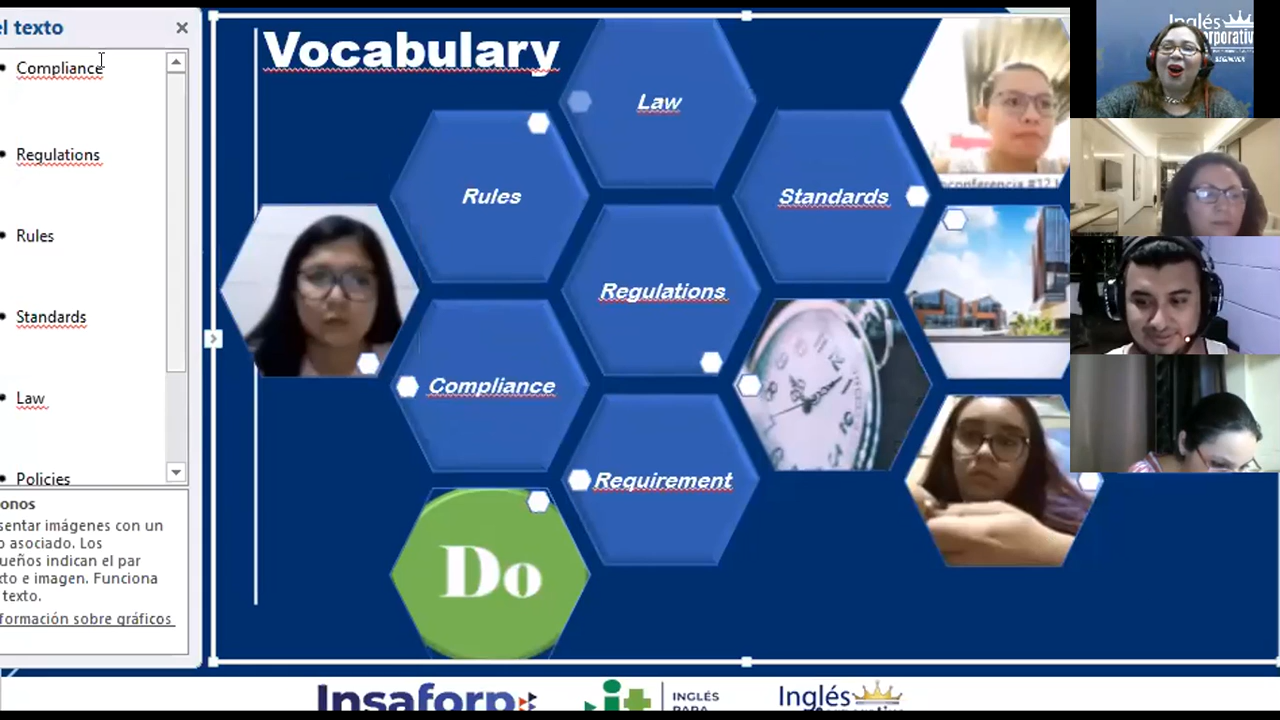 el texto
Compliance
Regulations
Rules
Standards
Law
Policies
sentar imágenes con un
o asociado. Los
ueños indican el par
xto e imagen. Funciona
texto.
formación sobre gráficos
Vocabulary
Law
Rules
Standards
Regulations
Compliance
Requirement
Do
Insaforp
INGLÉS
PARA
Inglés
Inglés